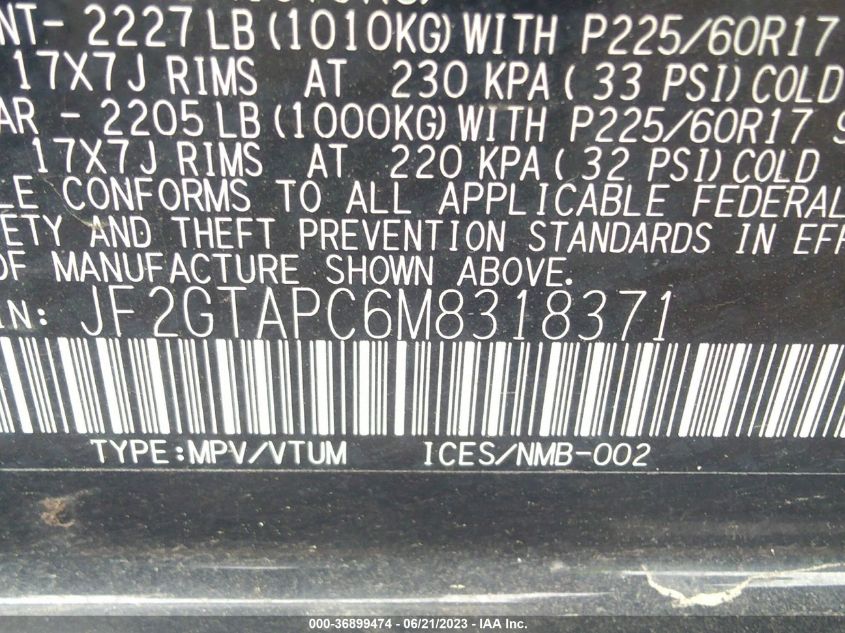 NT- 2227 LB (1010KG) WITH P225/60R17
17X7J RIMS AT 230 KPA( 33 PSI) COLD
AR - 2205 LB (1000KG) WITH P225/60R17 9
17X7J RIMS AT 220 KPA( 32 PSI) COLD
LE CONFORMS TO ALL APPLICABLE FEDERAL
ETY AND THEFT PREVENTION STANDARDS IN EFF
OF MANUFACTURE SHOWN ABOVE.
IN: JF2GTAPC6M8318371
TYPE:MPV/VTUM ICES/NMB-002
000-36899474 - 06/21/2023 - IAA Inc.